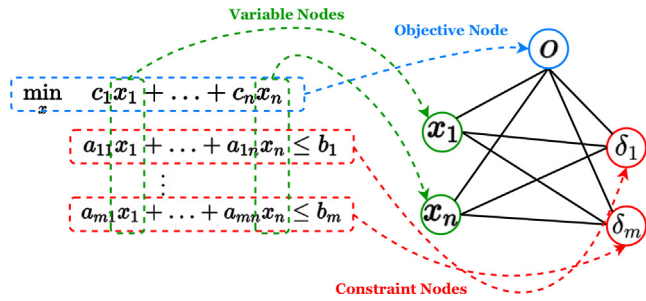 Variable Nodes
Objective Node
min x c₁x₁ + … + cₙxₙ
a₁₁x₁ + … + a₁ₙxₙ ≤ b₁
⋮
aₘ₁x₁ + … + aₘₙxₙ ≤ bₘ
O
x₁
δ₁
xₙ
δₘ
Constraint Nodes